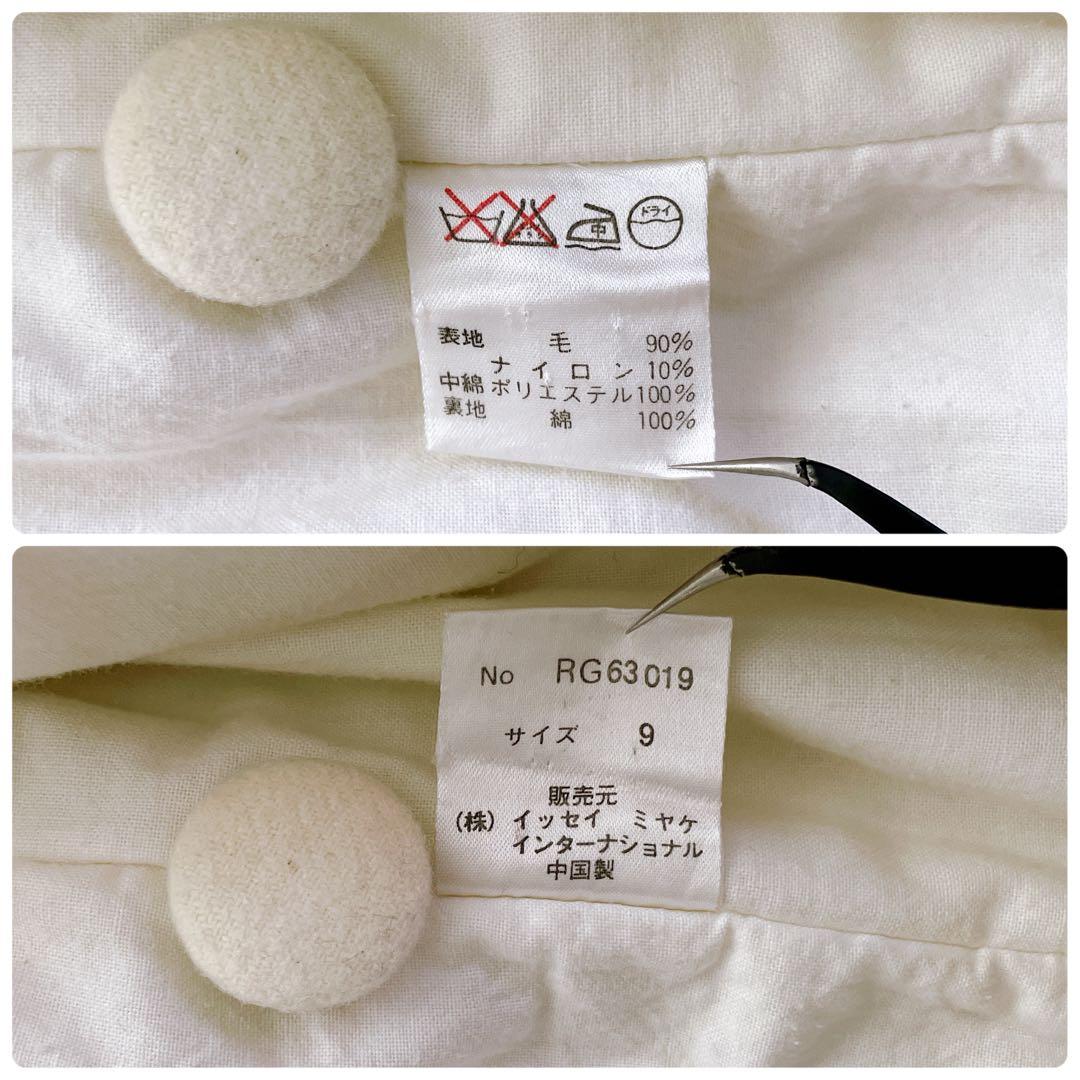 ドライ
中
表地 毛 90%
ナイロン 10%
中綿 ポリエステル 100%
裏地 綿 100%
No RG63019
サイズ 9
販売元
(株) イッセイ ミヤケ
インターナショナル
中国製